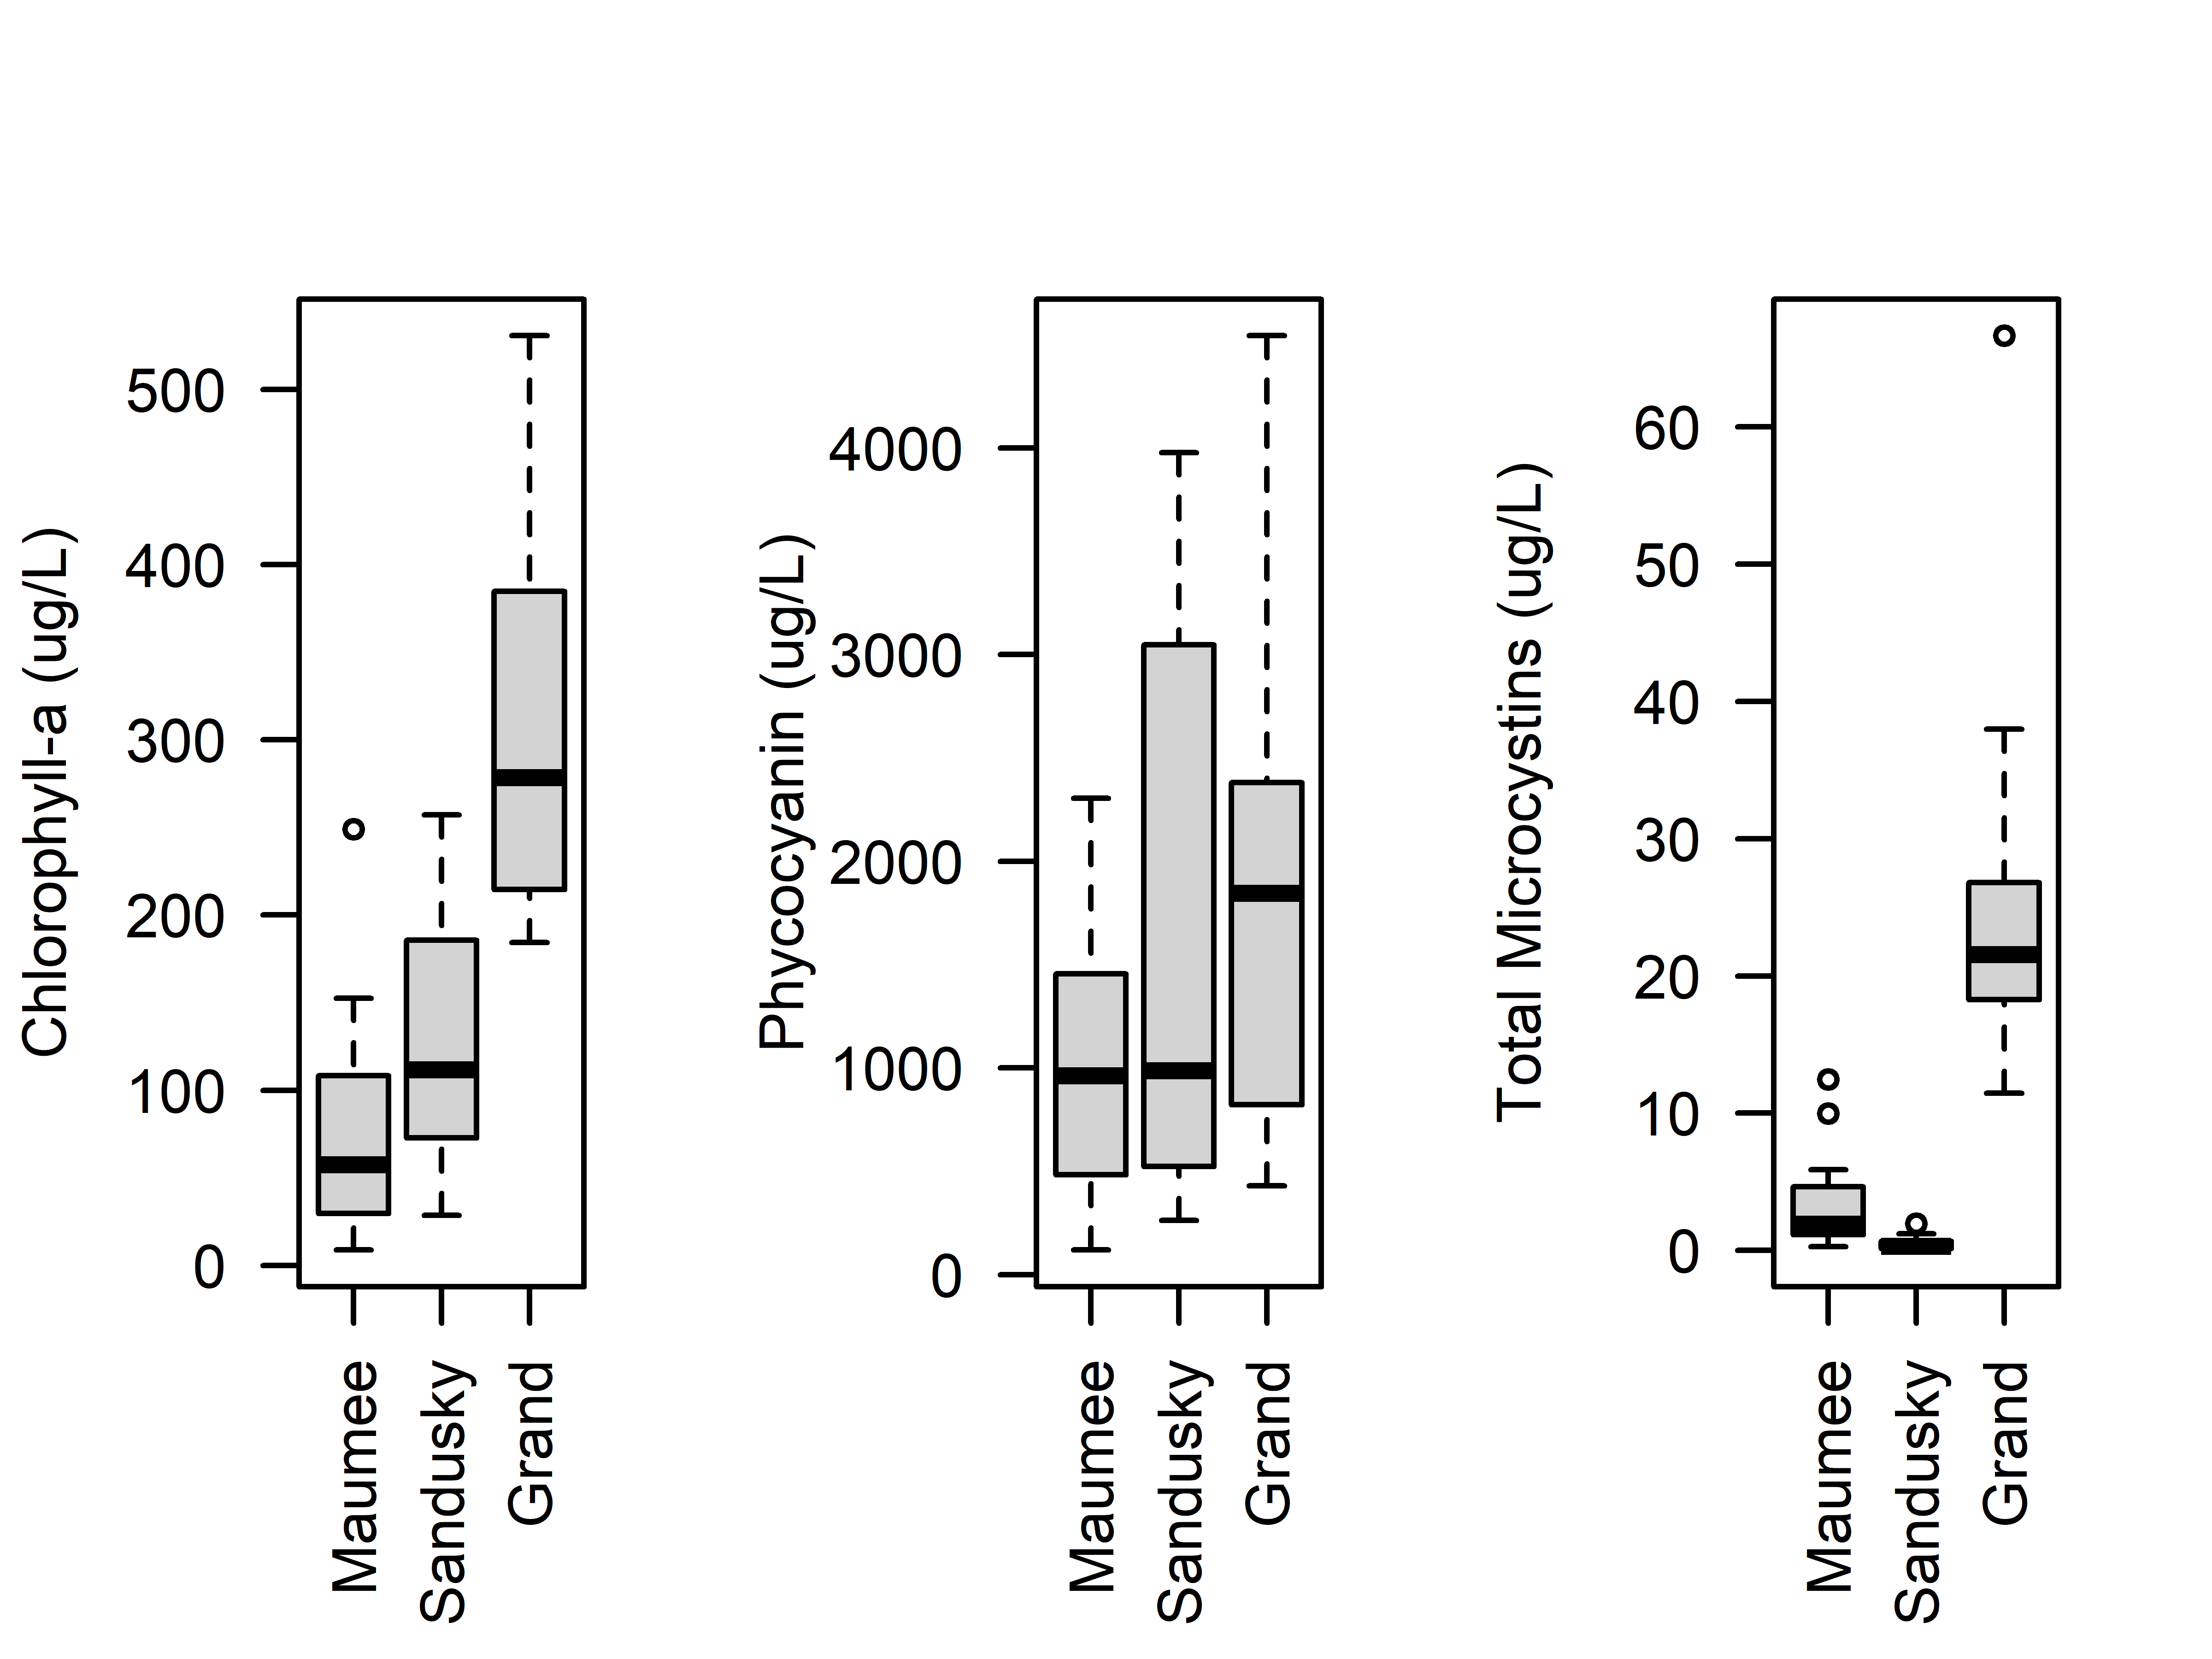 Chlorophyll-a (ug/L)
500
400
300
200
100
0
Maumee
Sandusky
Grand
Phycocyanin (ug/L)
4000
3000
2000
1000
0
Maumee
Sandusky
Grand
Total Microcystins (ug/L)
60
50
40
30
20
10
0
Maumee
Sandusky
Grand